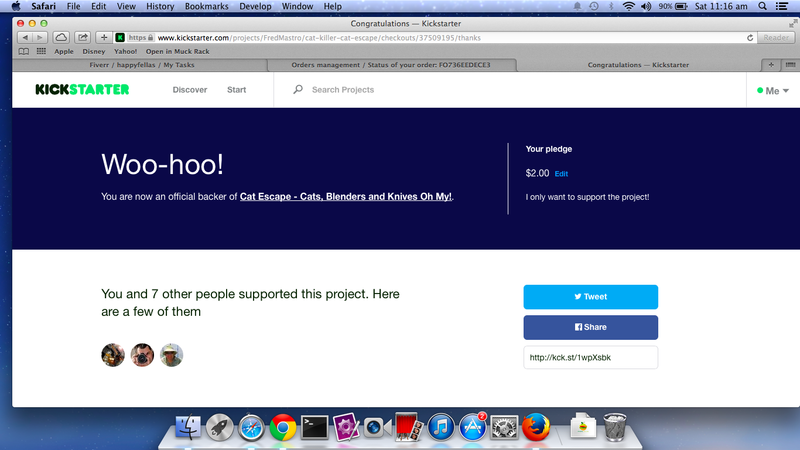 Safari File Edit View History Bookmarks Develop Window Help 90% Sat 11:16 am
Congratulations — Kickstarter
https www.kickstarter.com/projects/FredMastro/cat-killer-cat-escape/checkouts/37509195/thanks Reader
Apple Disney Yahoo! Open in Muck Rack
Fiverr / happyfellas / My Tasks Orders management / Status of your order: FO736EEDECE3 Congratulations — Kickstarter
KICKSTARTER Discover Start Search Projects Me
Woo-hoo!
You are now an official backer of Cat Escape - Cats, Blenders and Knives Oh My!.
Your pledge
$2.00 Edit
I only want to support the project!
You and 7 other people supported this project. Here
are a few of them
Tweet
Share
http://kck.st/1wpXsbk
2